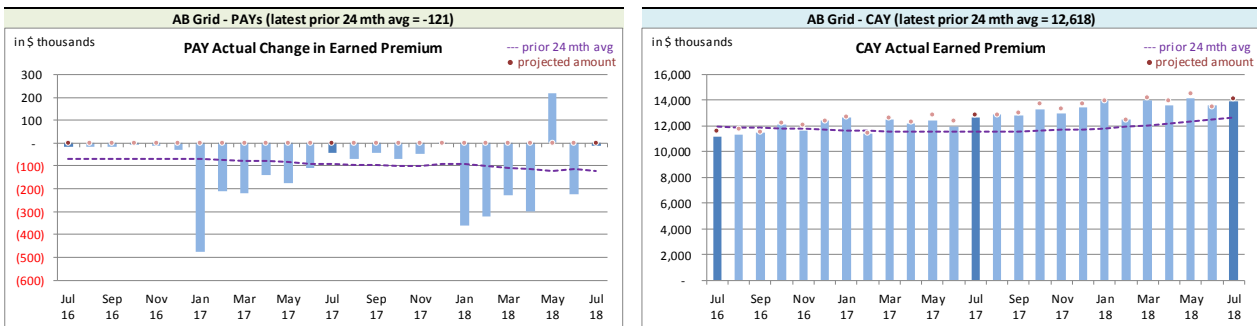 AB Grid - PAYs (latest prior 24 mth avg = -121)
in $ thousands
PAY Actual Change in Earned Premium
--- prior 24 mth avg
projected amount
300
200
100
-
(100)
(200)
(300)
(400)
(500)
(600)
Jul Sep Nov Jan Mar May Jul Sep Nov Jan Mar May Jul
16 16 16 17 17 17 17 17 17 18 18 18 18
AB Grid - CAY (latest prior 24 mth avg = 12,618)
in $ thousands
CAY Actual Earned Premium
--- prior 24 mth avg
projected amount
16,000
14,000
12,000
10,000
8,000
6,000
4,000
2,000
-
Jul Sep Nov Jan Mar May Jul Sep Nov Jan Mar May Jul
16 16 16 17 17 17 17 17 17 18 18 18 18